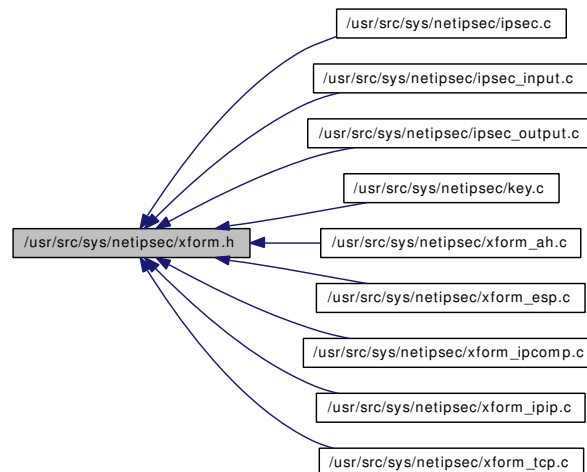 /usr/src/sys/netipsec/ipsec.c
/usr/src/sys/netipsec/ipsec_input.c
/usr/src/sys/netipsec/ipsec_output.c
/usr/src/sys/netipsec/key.c
/usr/src/sys/netipsec/xform.h
/usr/src/sys/netipsec/xform_ah.c
/usr/src/sys/netipsec/xform_esp.c
/usr/src/sys/netipsec/xform_ipcomp.c
/usr/src/sys/netipsec/xform_ipip.c
/usr/src/sys/netipsec/xform_tcp.c